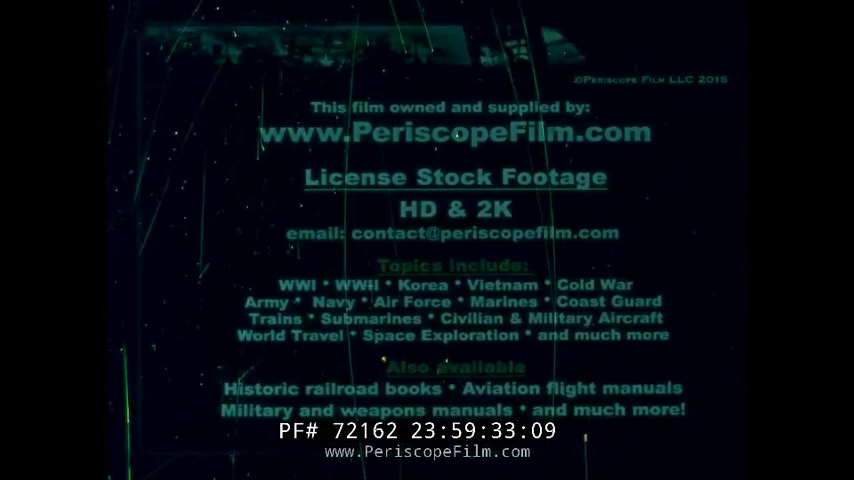 ©Periscope Film LLC 2015
This film owned and supplied by:
www.PeriscopeFilm.com
License Stock Footage
HD & 2K
email: contact@periscopefilm.com
Topics Include:
WWI * WWII * Korea * Vietnam * Cold War
Army * Navy * Air Force * Marines * Coast Guard
Trains * Submarines * Civilian & Military Aircraft
World Travel * Space Exploration * and much more
Also available
Historic railroad books * Aviation flight manuals
Military and weapons manuals * and much more!
PF# 72162 23:59:33:09
www.PeriscopeFilm.com